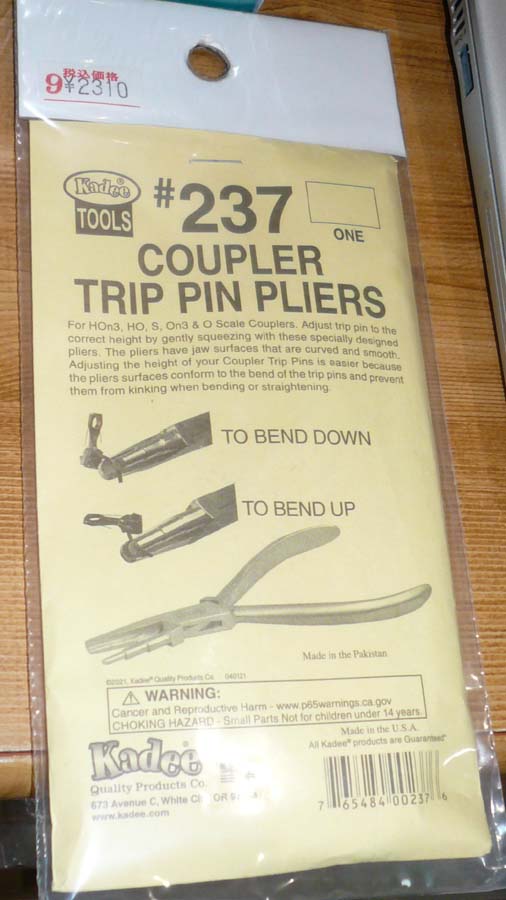 税込価格
9 ¥2310
Kadee®
TOOLS
#237
ONE
COUPLER
TRIP PIN PLIERS
For HOn3, HO, S, On3 & O Scale Couplers. Adjust trip pin to the
correct height by gently squeezing with these specially designed
pliers. The pliers have jaw surfaces that are curved and smooth.
Adjusting the height of your Coupler Trip Pins is easier because
the pliers surfaces conform to the bend of the trip pins and prevent
them from kinking when bending or straightening.
TO BEND DOWN
TO BEND UP
Made in the Pakistan
©2021, Kadee® Quality Products Co. 040121
⚠ WARNING:
Cancer and Reproductive Harm - www.p65warnings.ca.gov
CHOKING HAZARD - Small Parts Not for children under 14 years.
Made in the U.S.A.
All Kadee® products are Guaranteed
Kadee
Quality Products Co.
673 Avenue C, White OR
www.kadee.com
7 65484 00237 6